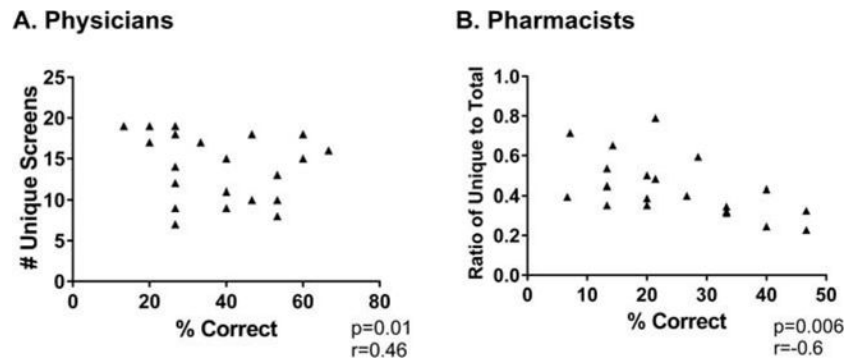 A. Physicians
# Unique Screens
25
20
15
10
5
0
0 20 40 60 80
% Correct
p=0.01
r=0.46
B. Pharmacists
Ratio of Unique to Total
1.0
0.8
0.6
0.4
0.2
0.0
0 10 20 30 40 50
% Correct
p=0.006
r=-0.6